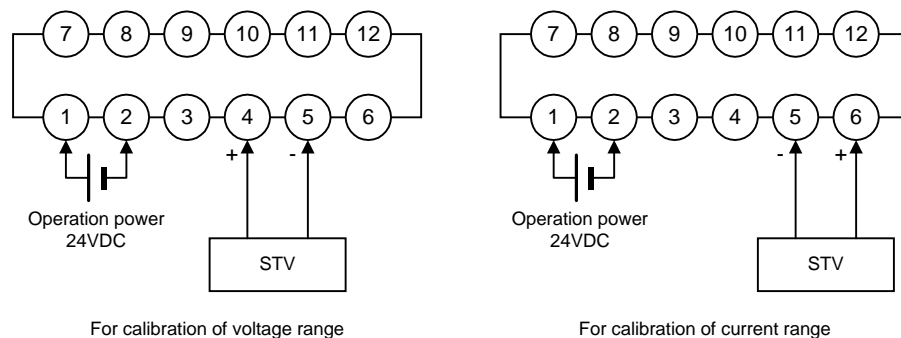 7 8 9 10 11 12
1 2 3 4 5 6
+ -
Operation power
24VDC
STV
For calibration of voltage range
7 8 9 10 11 12
1 2 3 4 5 6
- +
Operation power
24VDC
STV
For calibration of current range